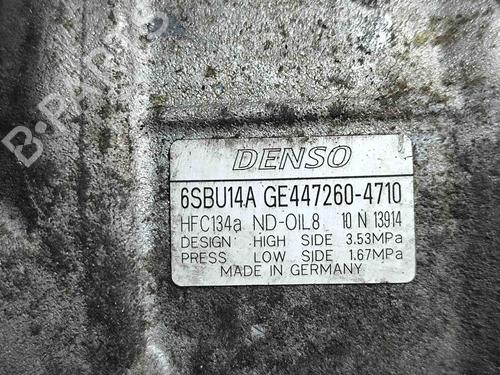 B-PARTS
DENSO
6SBU14A GE447260-4710
HFC134a ND-OIL8 10 N 13914
DESIGN HIGH SIDE 3.53MPa
PRESS LOW SIDE 1.67MPa
MADE IN GERMANY